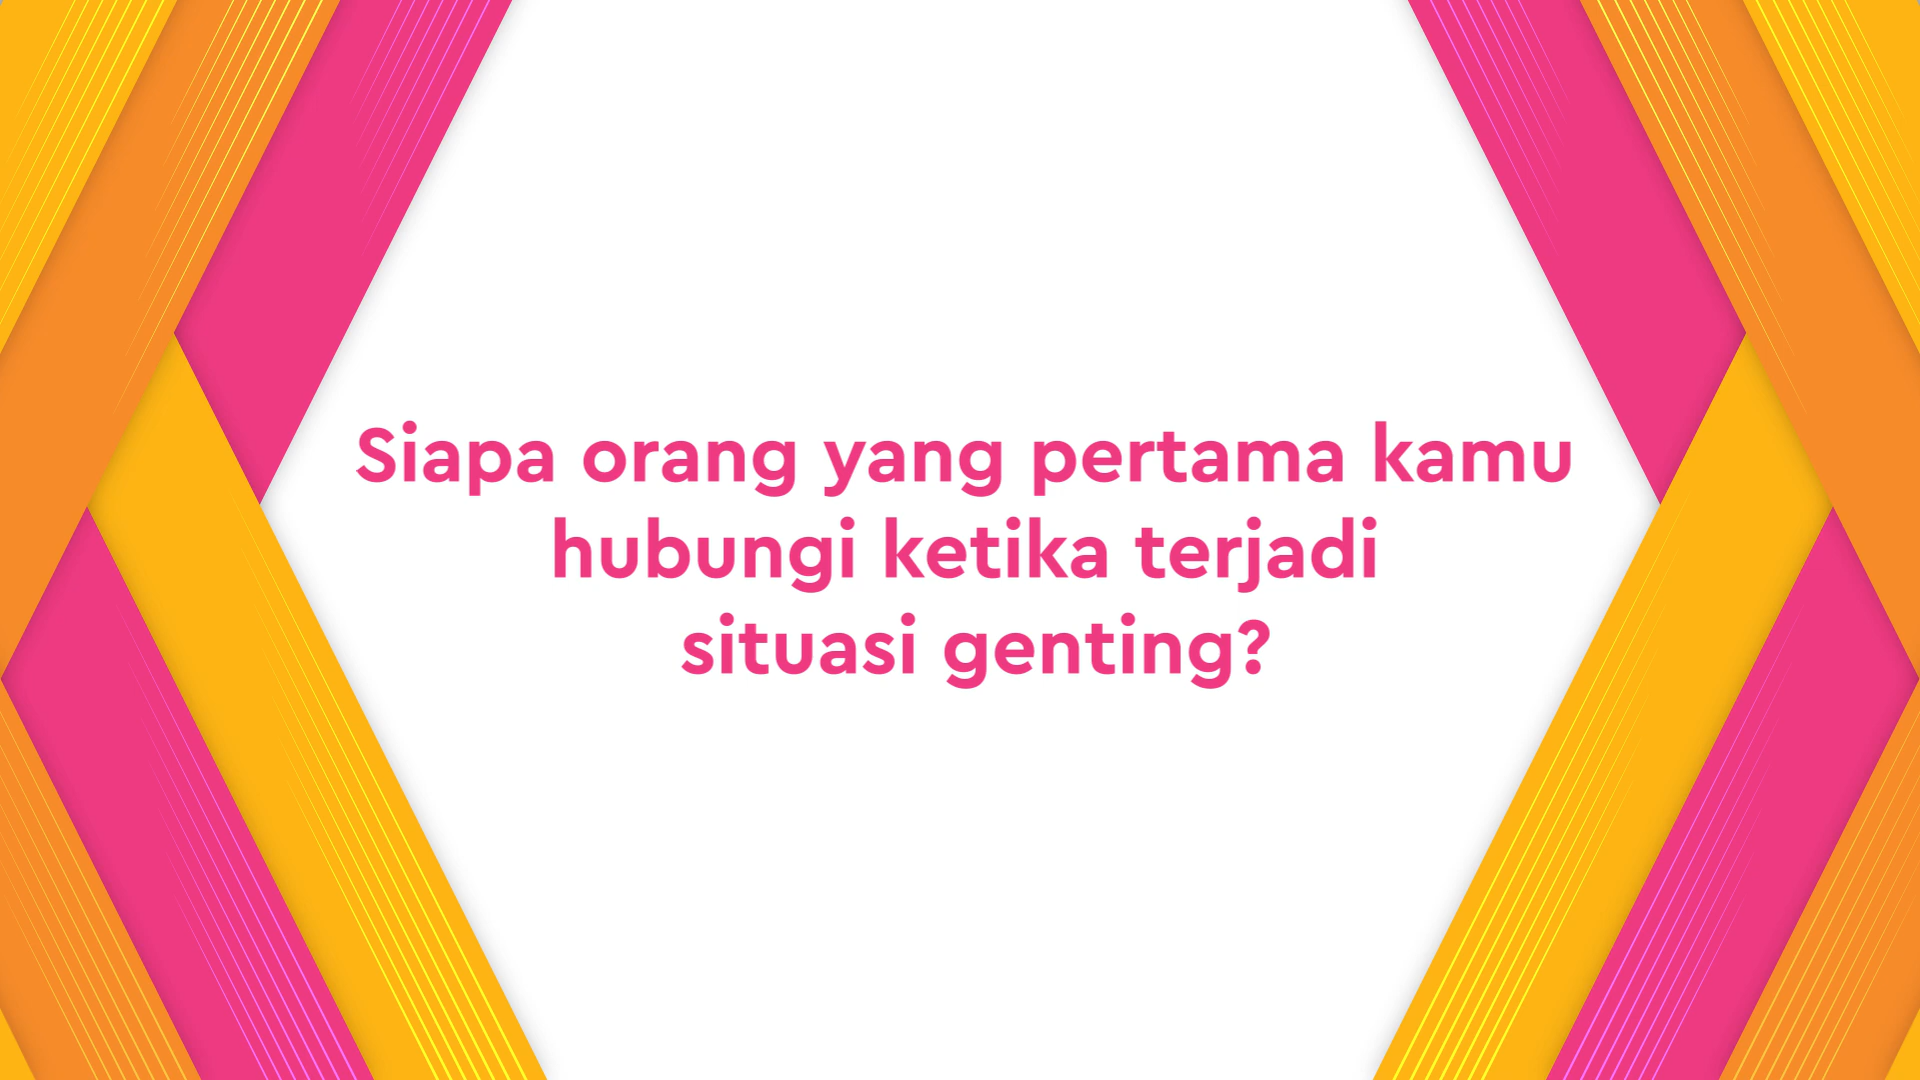 Siapa orang yang pertama kamu
hubungi ketika terjadi
situasi genting?